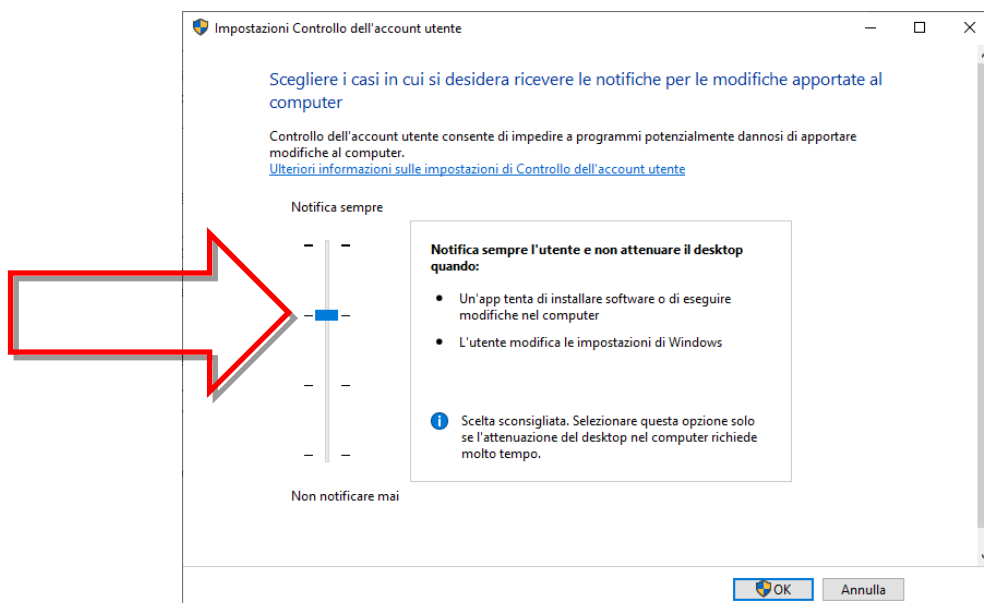 Impostazioni Controllo dell'account utente
Scegliere i casi in cui si desidera ricevere le notifiche per le modifiche apportate al
computer
Controllo dell'account utente consente di impedire a programmi potenzialmente dannosi di apportare
modifiche al computer.
Ulteriori informazioni sulle impostazioni di Controllo dell'account utente
Notifica sempre
Notifica sempre l'utente e non attenuare il desktop
quando:
• Un'app tenta di installare software o di eseguire
modifiche nel computer
• L'utente modifica le impostazioni di Windows
Scelta sconsigliata. Selezionare questa opzione solo
se l'attenuazione del desktop nel computer richiede
molto tempo.
Non notificare mai
OK
Annulla